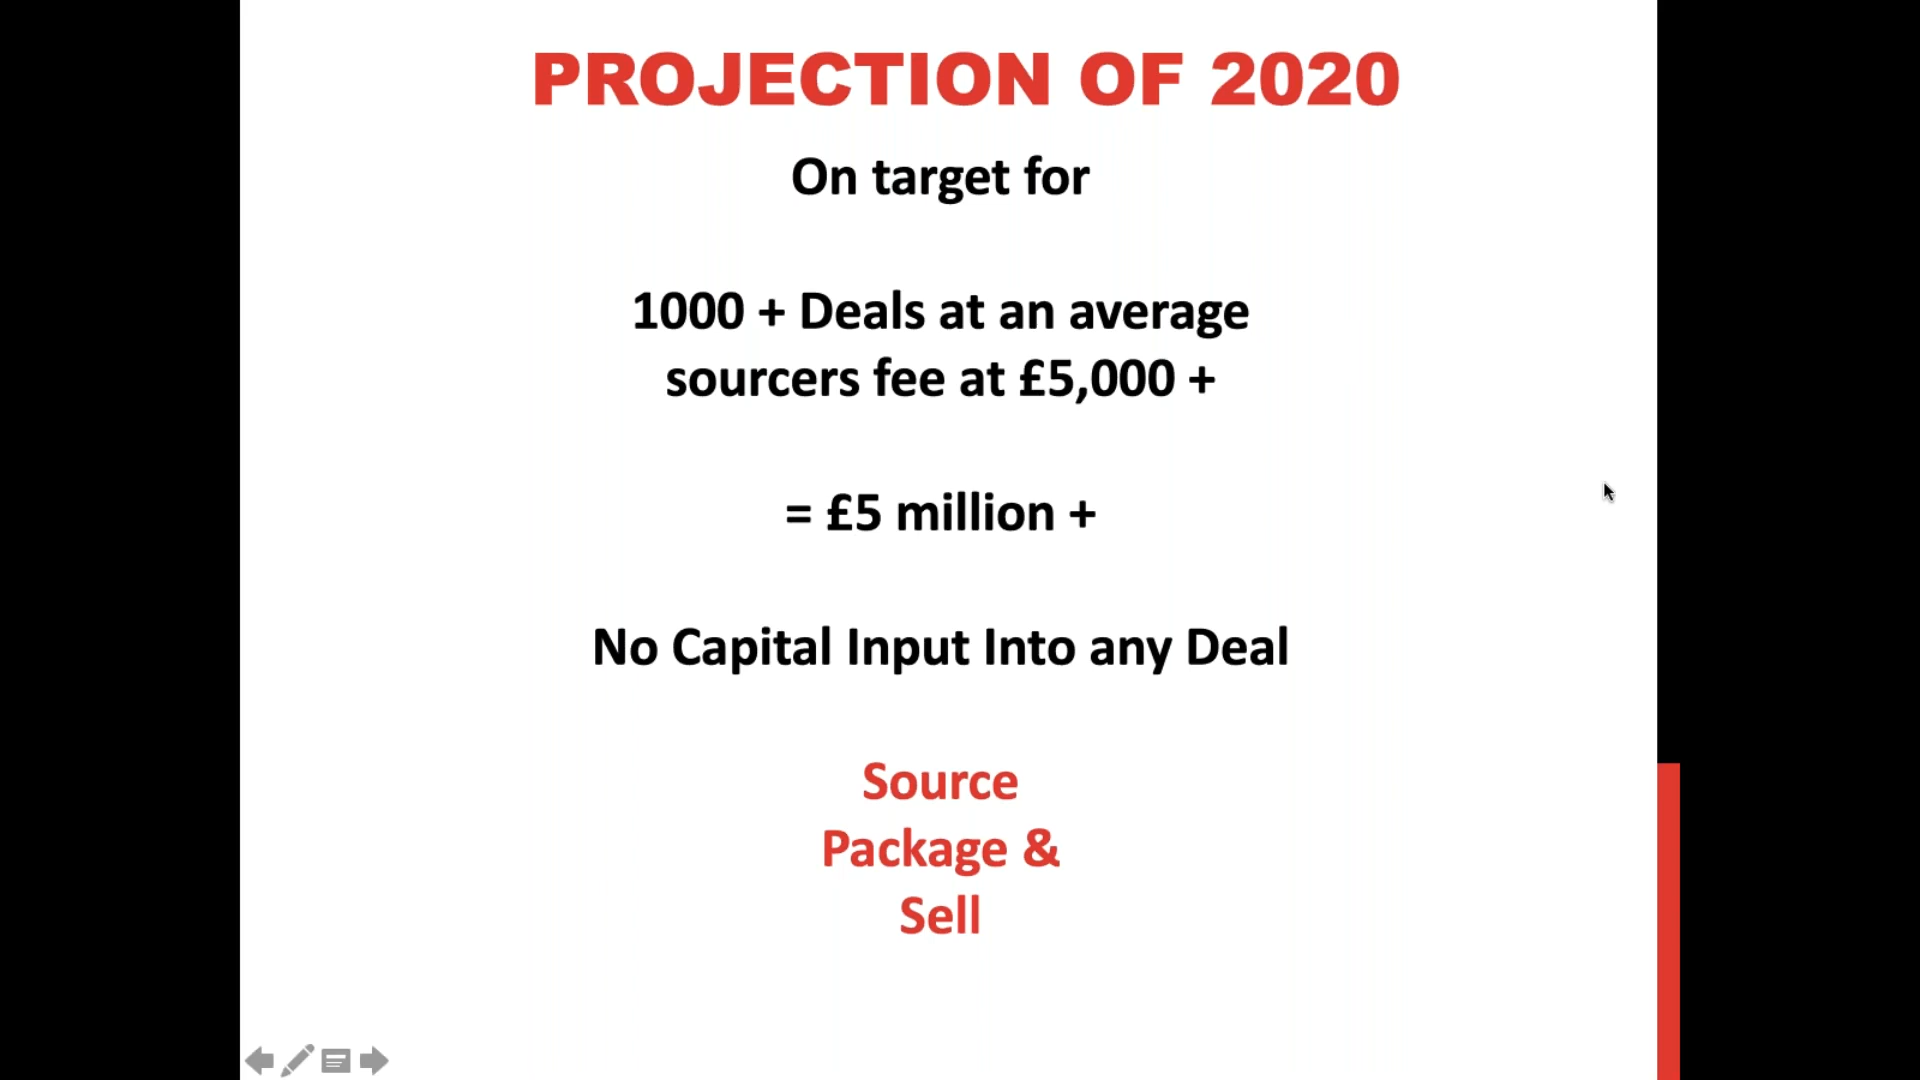 PROJECTION OF 2020
On target for
1000 + Deals at an average
sourcers fee at £5,000 +
= £5 million +
No Capital Input Into any Deal
Source
Package &
Sell